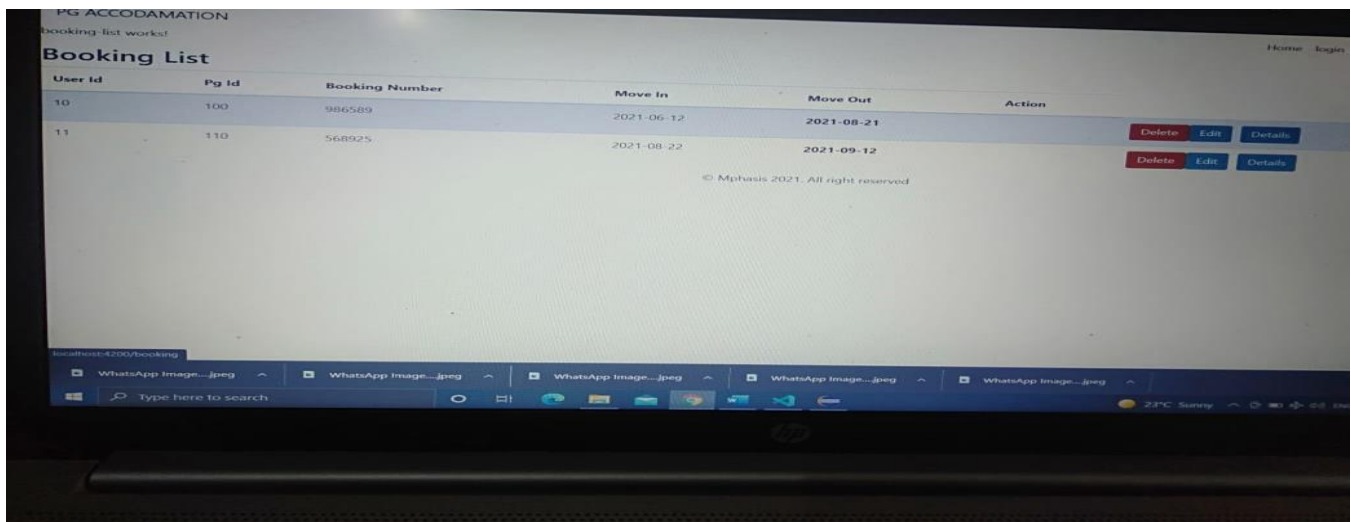 PG ACCODAMATION
booking-list works!
Home login
Booking List
User Id Pg Id Booking Number Move In Move Out Action
10 100 986589 2021-06-12 2021-08-21 Delete Edit Details
11 110 568925 2021-08-22 2021-09-12 Delete Edit Details
© Mphasis 2021. All right reserved
localhost:4200/booking
WhatsApp Image....jpeg WhatsApp Image....jpeg WhatsApp Image....jpeg WhatsApp Image....jpeg WhatsApp Image....jpeg
Type here to search 23°C Sunny
hp